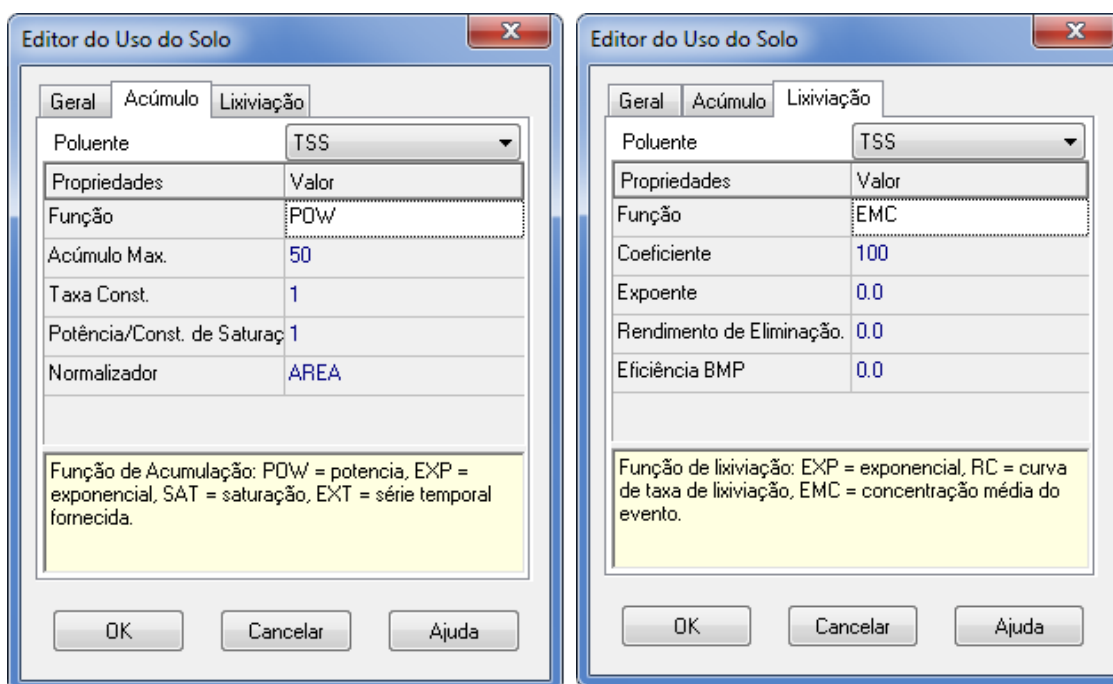 Editor do Uso do Solo
Geral Acúmulo Lixiviação
Poluente TSS
Propriedades Valor
Função POW
Acúmulo Max. 50
Taxa Const. 1
Potência/Const. de Saturaç 1
Normalizador AREA
Função de Acumulação: POW = potencia, EXP =
exponencial, SAT = saturação, EXT = série temporal
fornecida.
OK Cancelar Ajuda
Editor do Uso do Solo
Geral Acúmulo Lixiviação
Poluente TSS
Propriedades Valor
Função EMC
Coeficiente 100
Expoente 0.0
Rendimento de Eliminação. 0.0
Eficiência BMP 0.0
Função de lixiviação: EXP = exponencial, RC = curva
de taxa de lixiviação, EMC = concentração média do
evento.
OK Cancelar Ajuda